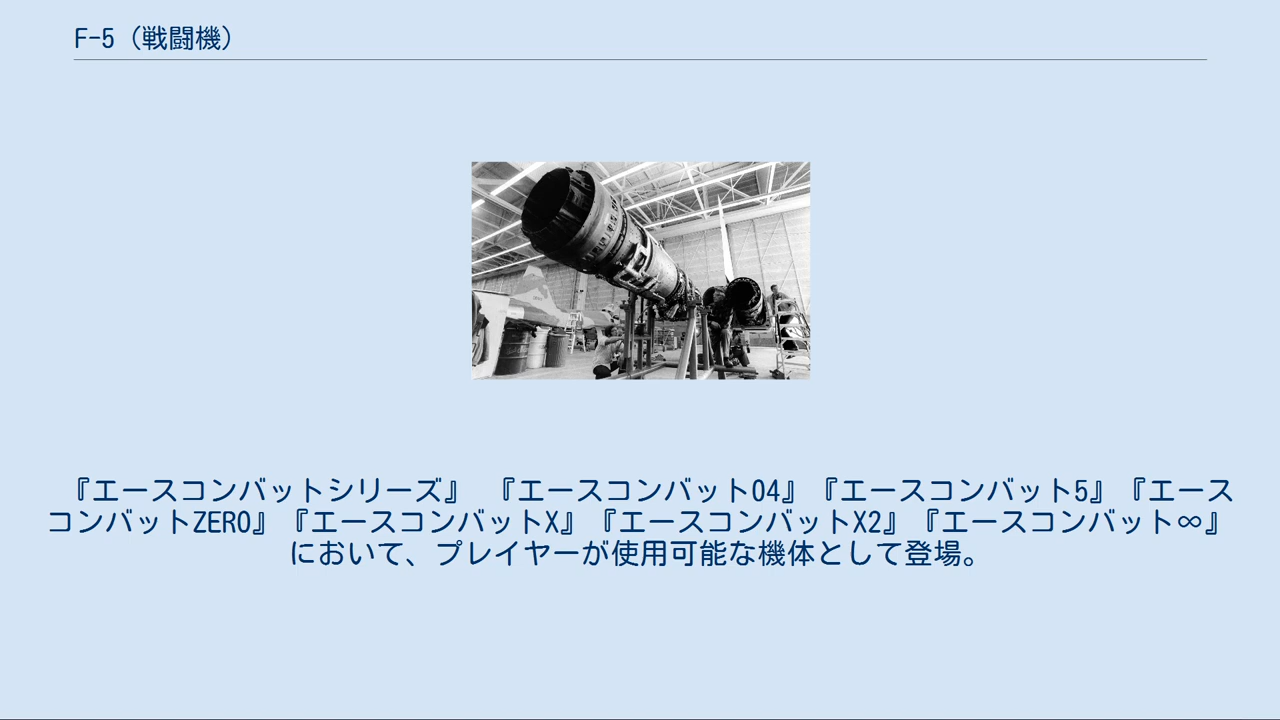 F-5（戦闘機）
『エースコンバットシリーズ』　『エースコンバット04』『エースコンバット5』『エース
コンバットZERO』『エースコンバットX』『エースコンバットX2』『エースコンバット∞』
において、プレイヤーが使用可能な機体として登場。